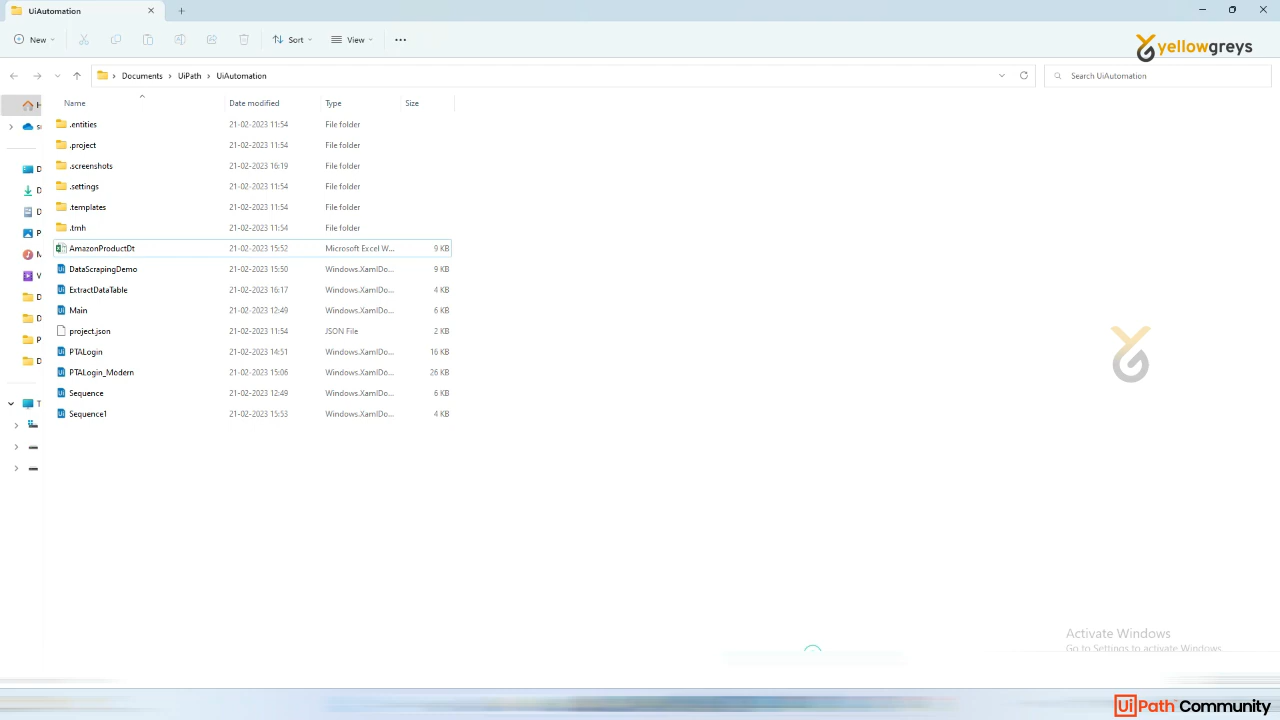 UiAutomation
New
Sort
View
yellowgreys
Documents
UiPath
UiAutomation
Search UiAutomation
Name Date modified Type Size
.entities 21-02-2023 11:54 File folder
.project 21-02-2023 11:54 File folder
.screenshots 21-02-2023 16:19 File folder
.settings 21-02-2023 11:54 File folder
.templates 21-02-2023 11:54 File folder
.tmh 21-02-2023 11:54 File folder
AmazonProductDt 21-02-2023 15:52 Microsoft Excel W... 9 KB
DataScrapingDemo 21-02-2023 15:50 Windows.XamlDo... 9 KB
ExtractDataTable 21-02-2023 16:17 Windows.XamlDo... 4 KB
Main 21-02-2023 12:49 Windows.XamlDo... 6 KB
project.json 21-02-2023 11:54 JSON File 2 KB
PTALogin 21-02-2023 14:51 Windows.XamlDo... 16 KB
PTALogin_Modern 21-02-2023 15:06 Windows.XamlDo... 26 KB
Sequence 21-02-2023 12:49 Windows.XamlDo... 6 KB
Sequence1 21-02-2023 15:53 Windows.XamlDo... 4 KB
Activate Windows
Go to Settings to activate Windows.
UiPath Community